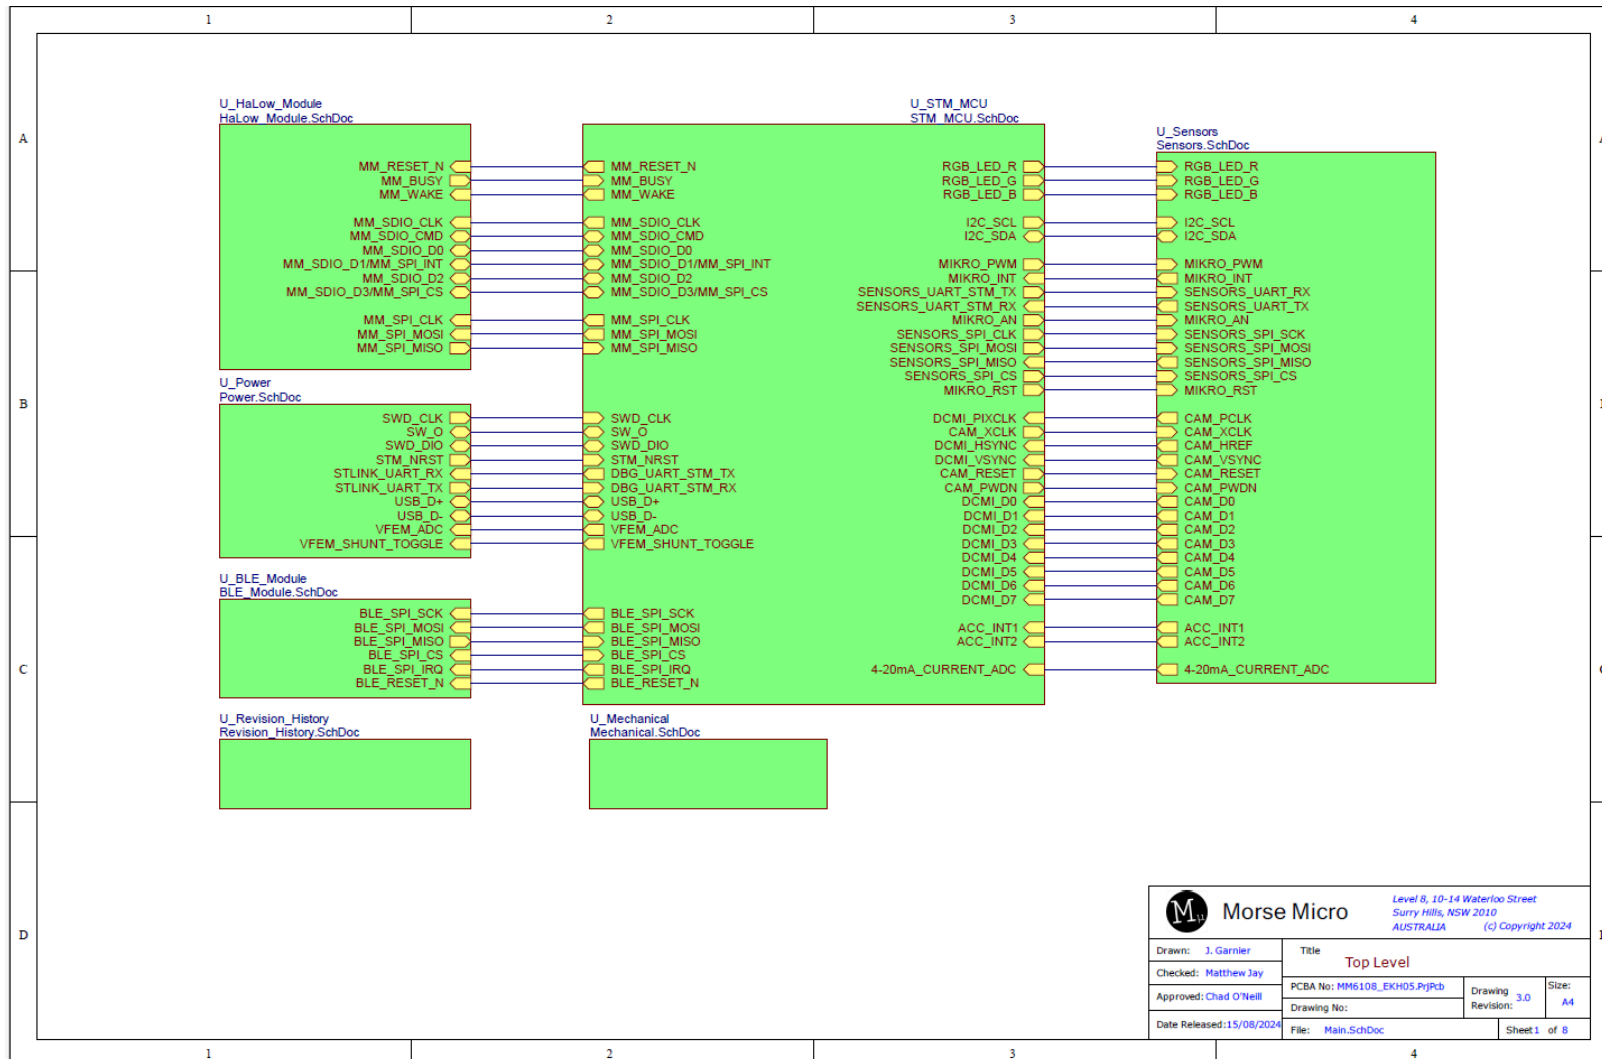 1 2 3 4
U_HaLow_Module
HaLow_Module.SchDoc
MM_RESET_N
MM_BUSY
MM_WAKE
MM_SDIO_CLK
MM_SDIO_CMD
MM_SDIO_D0
MM_SDIO_D1/MM_SPI_INT
MM_SDIO_D2
MM_SDIO_D3/MM_SPI_CS
MM_SPI_CLK
MM_SPI_MOSI
MM_SPI_MISO
U_Power
Power.SchDoc
SWD_CLK
SW_O
SWD_DIO
STM_NRST
STLINK_UART_RX
STLINK_UART_TX
USB_D+
USB_D-
VFEM_ADC
VFEM_SHUNT_TOGGLE
U_BLE_Module
BLE_Module.SchDoc
BLE_SPI_SCK
BLE_SPI_MOSI
BLE_SPI_MISO
BLE_SPI_CS
BLE_SPI_IRQ
BLE_RESET_N
U_Revision_History
Revision_History.SchDoc
U_STM_MCU
STM_MCU.SchDoc
MM_RESET_N
MM_BUSY
MM_WAKE
MM_SDIO_CLK
MM_SDIO_CMD
MM_SDIO_D0
MM_SDIO_D1/MM_SPI_INT
MM_SDIO_D2
MM_SDIO_D3/MM_SPI_CS
MM_SPI_CLK
MM_SPI_MOSI
MM_SPI_MISO
SWD_CLK
SW_O
SWD_DIO
STM_NRST
DBG_UART_STM_TX
DBG_UART_STM_RX
USB_D+
USB_D-
VFEM_ADC
VFEM_SHUNT_TOGGLE
BLE_SPI_SCK
BLE_SPI_MOSI
BLE_SPI_MISO
BLE_SPI_CS
BLE_SPI_IRQ
BLE_RESET_N
RGB_LED_R
RGB_LED_G
RGB_LED_B
I2C_SCL
I2C_SDA
MIKRO_PWM
MIKRO_INT
SENSORS_UART_STM_TX
SENSORS_UART_STM_RX
MIKRO_AN
SENSORS_SPI_CLK
SENSORS_SPI_MOSI
SENSORS_SPI_MISO
SENSORS_SPI_CS
MIKRO_RST
DCMI_PIXCLK
CAM_XCLK
DCMI_HSYNC
DCMI_VSYNC
CAM_RESET
CAM_PWDN
DCMI_D0
DCMI_D1
DCMI_D2
DCMI_D3
DCMI_D4
DCMI_D5
DCMI_D6
DCMI_D7
ACC_INT1
ACC_INT2
4-20mA_CURRENT_ADC
U_Mechanical
Mechanical.SchDoc
U_Sensors
Sensors.SchDoc
RGB_LED_R
RGB_LED_G
RGB_LED_B
I2C_SCL
I2C_SDA
MIKRO_PWM
MIKRO_INT
SENSORS_UART_RX
SENSORS_UART_TX
MIKRO_AN
SENSORS_SPI_SCK
SENSORS_SPI_MOSI
SENSORS_SPI_MISO
SENSORS_SPI_CS
MIKRO_RST
CAM_PCLK
CAM_XCLK
CAM_HREF
CAM_VSYNC
CAM_RESET
CAM_PWDN
CAM_D0
CAM_D1
CAM_D2
CAM_D3
CAM_D4
CAM_D5
CAM_D6
CAM_D7
ACC_INT1
ACC_INT2
4-20mA_CURRENT_ADC
A
B
C
D
Mμ Morse Micro
Level 8, 10-14 Waterloo Street
Surry Hills, NSW 2010
AUSTRALIA (c) Copyright 2024
Drawn: J. Garnier
Checked: Matthew Jay
Approved: Chad O'Neill
Date Released: 15/08/2024
Title
Top Level
PCBA No: MM6108_EKH05.PrjPcb
Drawing No:
Drawing Revision: 3.0
Size: A4
File: Main.SchDoc
Sheet 1 of 8
1 2 3 4